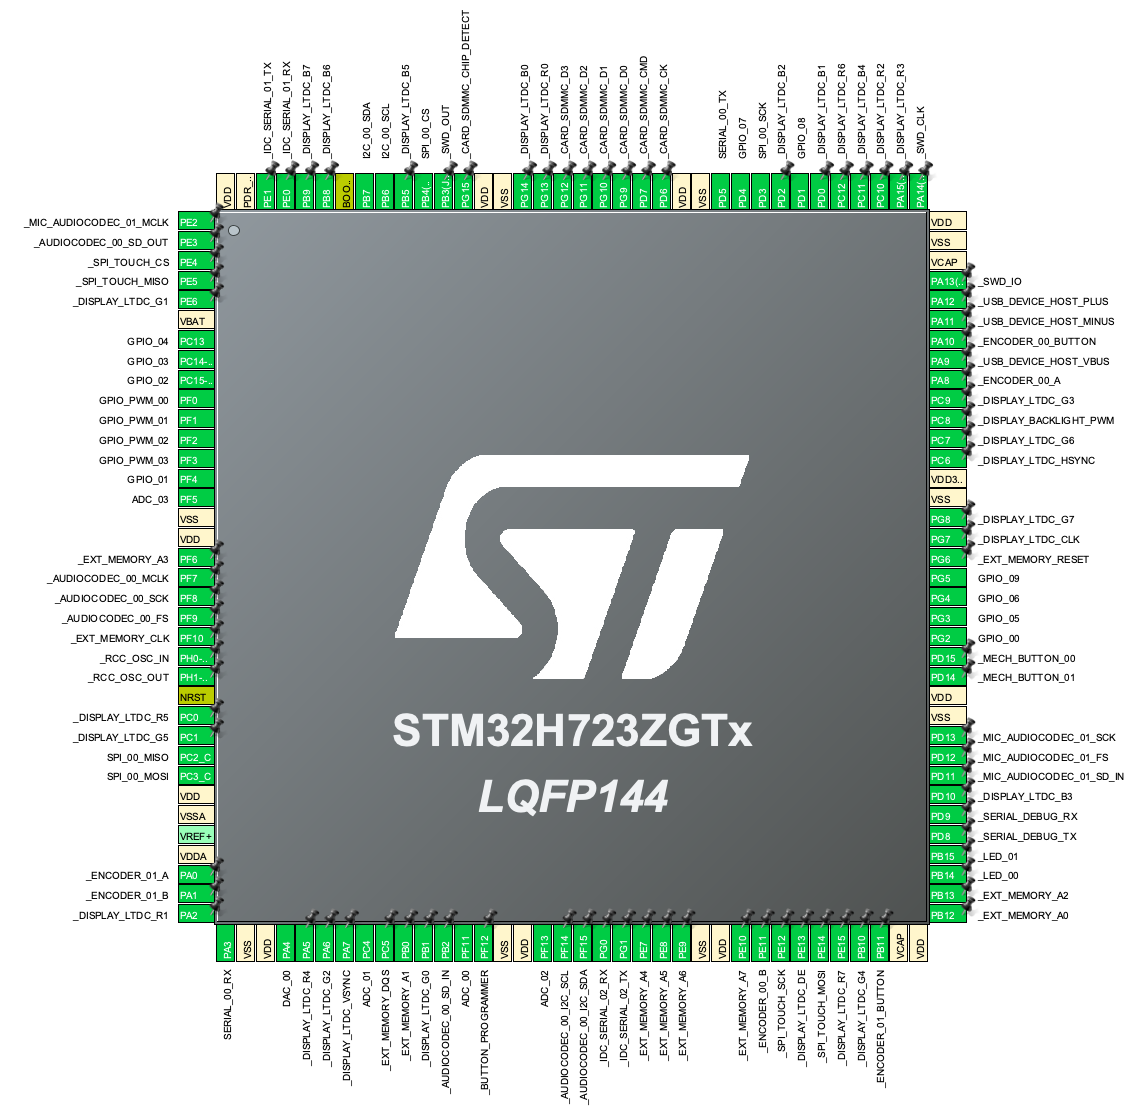 _IDC_SERIAL_01_TX
_IDC_SERIAL_01_RX
_DISPLAY_LTDC_B7
_DISPLAY_LTDC_B6
I2C_00_SDA
I2C_00_SCL
_DISPLAY_LTDC_B5
SPI_00_CS
_SWD_OUT
_CARD_SDMMC_CHIP_DETECT
_DISPLAY_LTDC_B0
_DISPLAY_LTDC_R0
_CARD_SDMMC_D3
_CARD_SDMMC_D2
_CARD_SDMMC_D1
_CARD_SDMMC_D0
_CARD_SDMMC_CMD
_CARD_SDMMC_CK
SERIAL_00_TX
GPIO_07
SPI_00_SCK
_DISPLAY_LTDC_B2
GPIO_08
_DISPLAY_LTDC_B1
_DISPLAY_LTDC_R6
_DISPLAY_LTDC_B4
_DISPLAY_LTDC_R2
_DISPLAY_LTDC_R3
_SWD_CLK
VDD
PDR_..
PE1
PE0
PB9
PB8
BOO..
PB7
PB6
PB5
PB4(..
PB3(J..
PG15
VDD
VSS
PG14
PG13
PG12
PG11
PG10
PG9
PD7
PD6
VDD
VSS
PD5
PD4
PD3
PD2
PD1
PD0
PC12
PC11
PC10
PA15(..
PA14(..
_MIC_AUDIOCODEC_01_MCLK PE2
_AUDIOCODEC_00_SD_OUT PE3
_SPI_TOUCH_CS PE4
_SPI_TOUCH_MISO PE5
_DISPLAY_LTDC_G1 PE6
VBAT
GPIO_04 PC13
GPIO_03 PC14-..
GPIO_02 PC15-..
GPIO_PWM_00 PF0
GPIO_PWM_01 PF1
GPIO_PWM_02 PF2
GPIO_PWM_03 PF3
GPIO_01 PF4
ADC_03 PF5
VSS
VDD
_EXT_MEMORY_A3 PF6
_AUDIOCODEC_00_MCLK PF7
_AUDIOCODEC_00_SCK PF8
_AUDIOCODEC_00_FS PF9
_EXT_MEMORY_CLK PF10
_RCC_OSC_IN PH0-..
_RCC_OSC_OUT PH1-..
NRST
_DISPLAY_LTDC_R5 PC0
_DISPLAY_LTDC_G5 PC1
SPI_00_MISO PC2_C
SPI_00_MOSI PC3_C
VDD
VSSA
VREF+
VDDA
_ENCODER_01_A PA0
_ENCODER_01_B PA1
_DISPLAY_LTDC_R1 PA2
STM32H723ZGTx
LQFP144
VDD
VSS
VCAP
PA13(.. _SWD_IO
PA12 _USB_DEVICE_HOST_PLUS
PA11 _USB_DEVICE_HOST_MINUS
PA10 _ENCODER_00_BUTTON
PA9 _USB_DEVICE_HOST_VBUS
PA8 _ENCODER_00_A
PC9 _DISPLAY_LTDC_G3
PC8 _DISPLAY_BACKLIGHT_PWM
PC7 _DISPLAY_LTDC_G6
PC6 _DISPLAY_LTDC_HSYNC
VDD3..
VSS
PG8 _DISPLAY_LTDC_G7
PG7 _DISPLAY_LTDC_CLK
PG6 _EXT_MEMORY_RESET
PG5 GPIO_09
PG4 GPIO_06
PG3 GPIO_05
PG2 GPIO_00
PD15 _MECH_BUTTON_00
PD14 _MECH_BUTTON_01
VDD
VSS
PD13 _MIC_AUDIOCODEC_01_SCK
PD12 _MIC_AUDIOCODEC_01_FS
PD11 _MIC_AUDIOCODEC_01_SD_IN
PD10 _DISPLAY_LTDC_B3
PD9 _SERIAL_DEBUG_RX
PD8 _SERIAL_DEBUG_TX
PB15 _LED_01
PB14 _LED_00
PB13 _EXT_MEMORY_A2
PB12 _EXT_MEMORY_A0
PA3
VSS
VDD
PA4
PA5
PA6
PA7
PC4
PC5
PB0
PB1
PB2
PF11
PF12
VSS
VDD
PF13
PF14
PF15
PG0
PG1
PE7
PE8
PE9
VSS
VDD
PE10
PE11
PE12
PE13
PE14
PE15
PB10
PB11
VCAP
VDD
SERIAL_00_RX
DAC_00
_DISPLAY_LTDC_R4
_DISPLAY_LTDC_G2
_DISPLAY_LTDC_VSYNC
ADC_01
_EXT_MEMORY_DQS
_EXT_MEMORY_A1
_DISPLAY_LTDC_G0
_AUDIOCODEC_00_SD_IN
ADC_00
_BUTTON_PROGRAMMER
ADC_02
_AUDIOCODEC_00_I2C_SCL
_AUDIOCODEC_00_I2C_SDA
_IDC_SERIAL_02_RX
_IDC_SERIAL_02_TX
_EXT_MEMORY_A4
_EXT_MEMORY_A5
_EXT_MEMORY_A6
_EXT_MEMORY_A7
_ENCODER_00_B
_SPI_TOUCH_SCK
_DISPLAY_LTDC_DE
_SPI_TOUCH_MOSI
_DISPLAY_LTDC_R7
_DISPLAY_LTDC_G4
_ENCODER_01_BUTTON